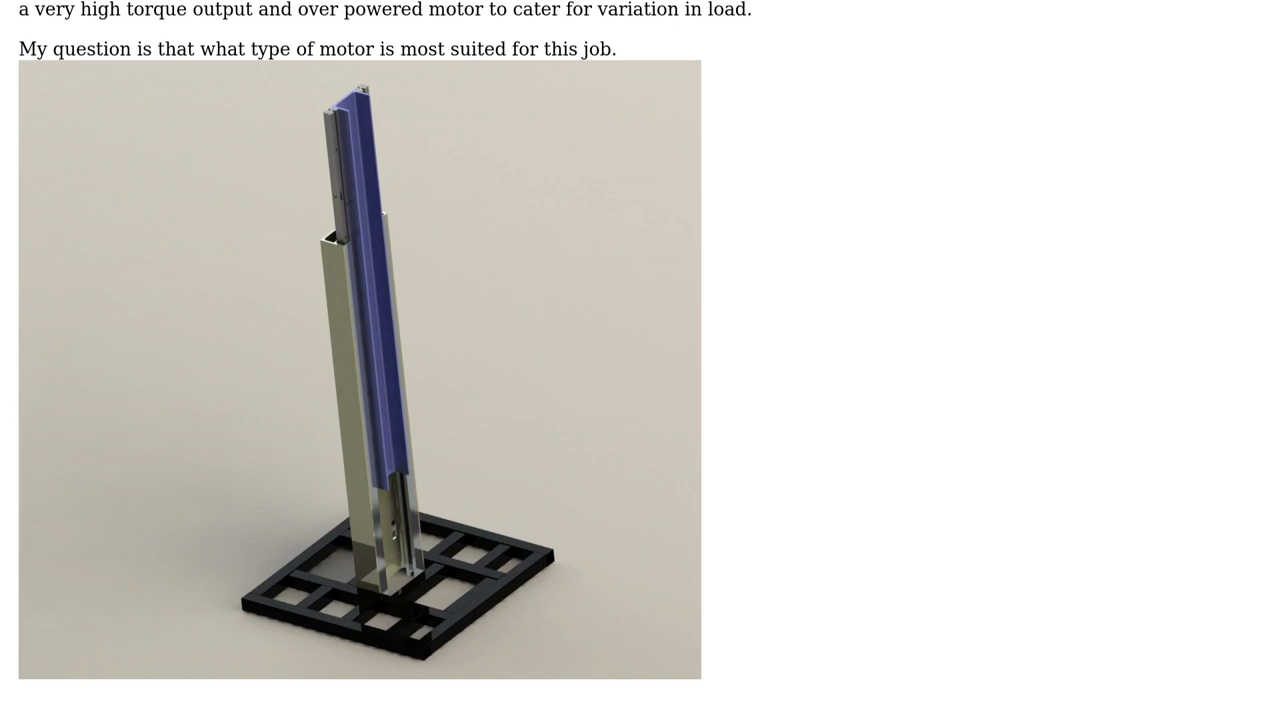 a very high torque output and over powered motor to cater for variation in load.
My question is that what type of motor is most suited for this job.